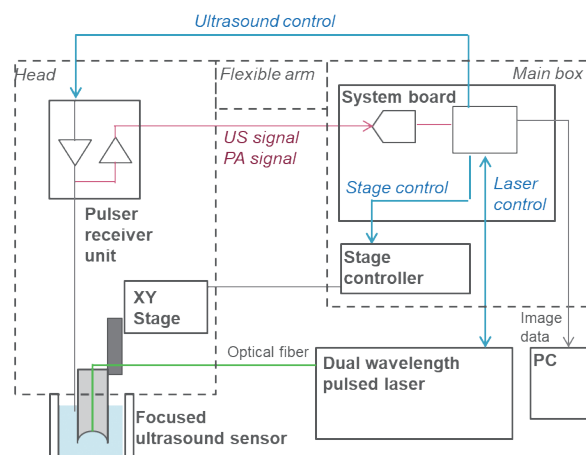 Ultrasound control
Head
Flexible arm
Main box
System board
US signal
PA signal
Stage control
Laser
control
Pulser
receiver
unit
Stage
controller
XY
Stage
Image
data
Optical fiber
Dual wavelength
pulsed laser
PC
Focused
ultrasound sensor